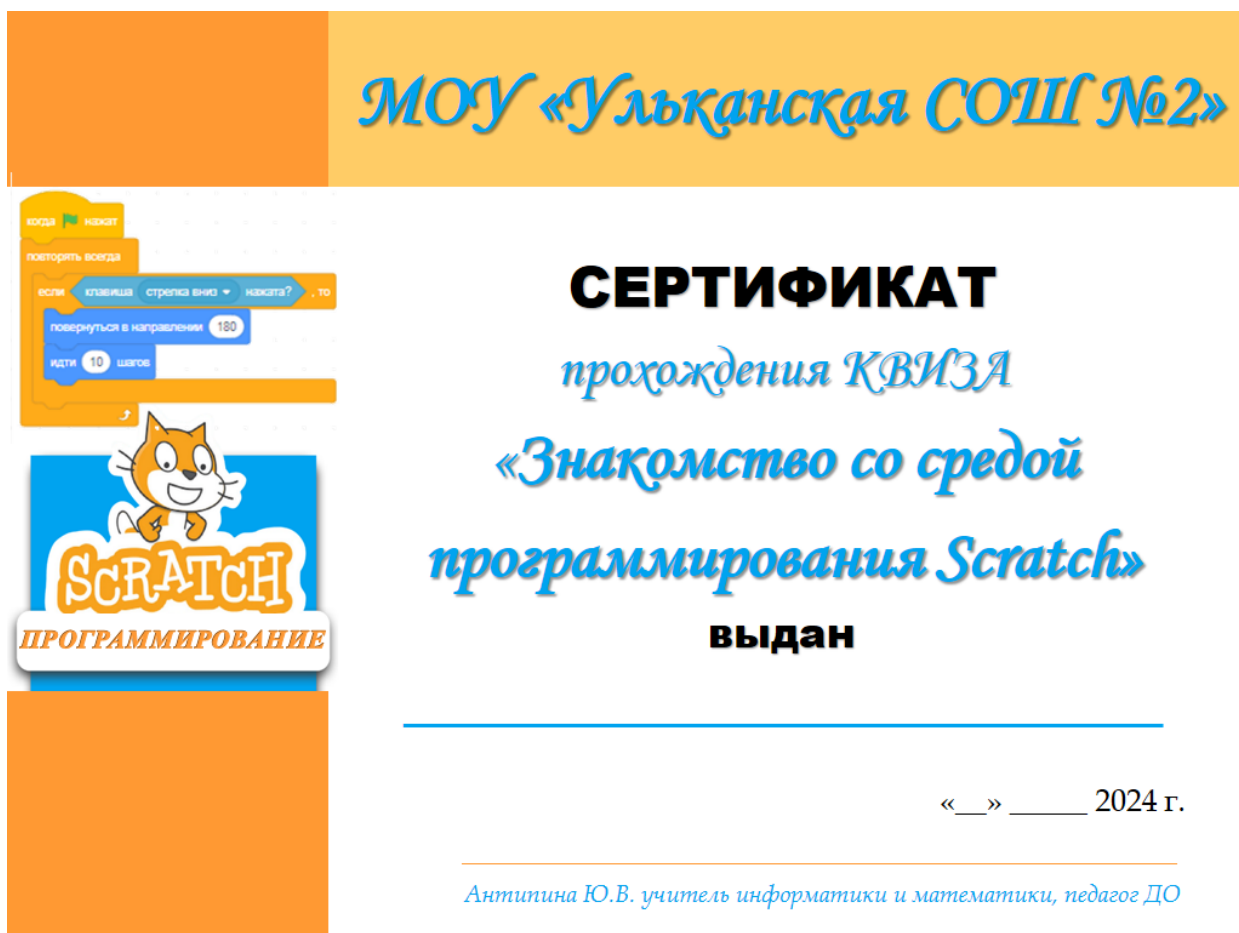 МОУ «Ульканская СОШ №2»
когда нажат
повторять всегда
если клавиша стрелка вниз нажата? , то
повернуться в направлении 180
идти 10 шагов
SCRATCH
ПРОГРАММИРОВАНИЕ
СЕРТИФИКАТ
прохождения КВИЗА
«Знакомство со средой
программирования Scratch»
выдан
«__» _____ 2024 г.
Антипина Ю.В. учитель информатики и математики, педагог ДО